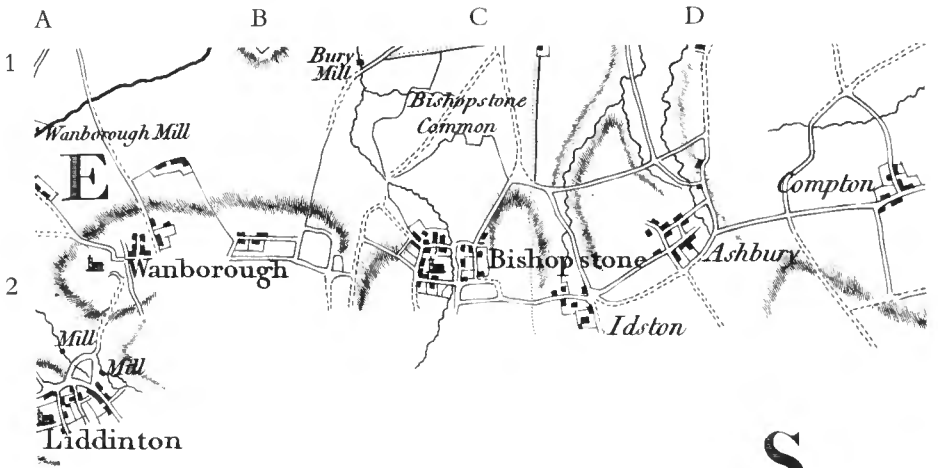 A B C D
1
Bury
Mill
Bishopstone
Common
Wanborough Mill
E
Compton
Wanborough
Bishopstone
Ashbury
2
Idston
Mill
Mill
Liddinton
S